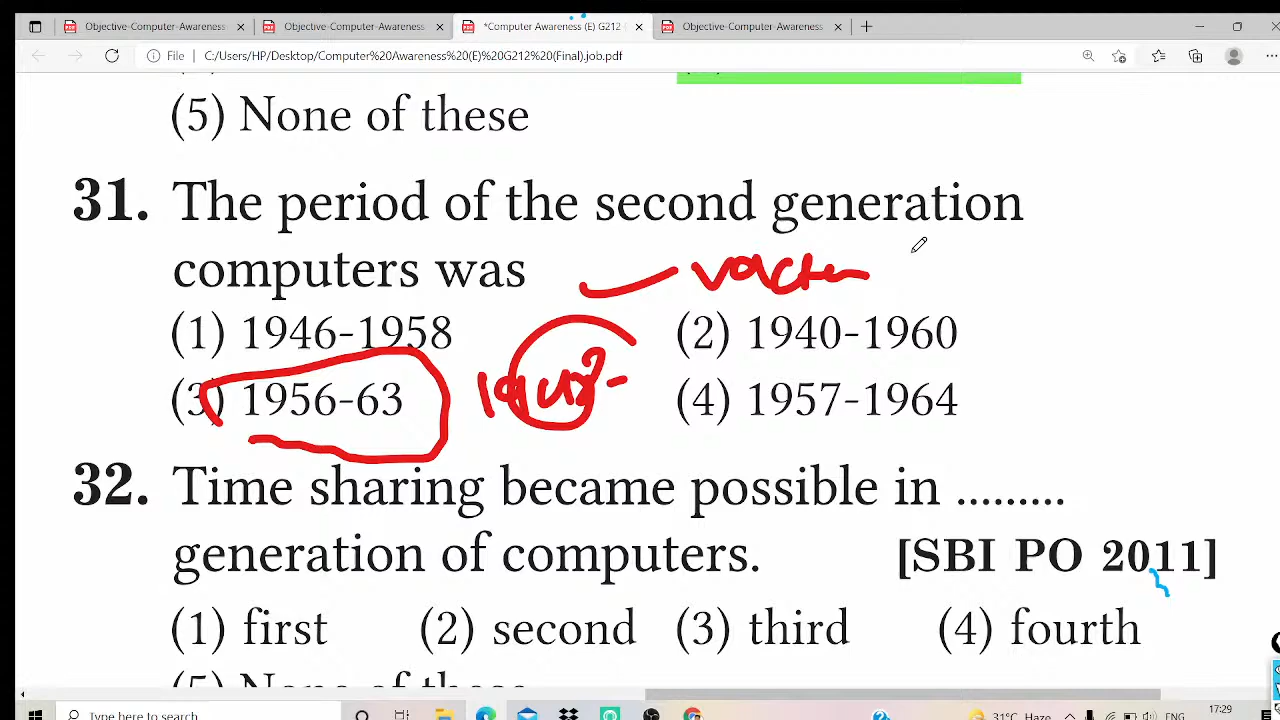 Objective-Computer-Awareness
Objective-Computer-Awareness
*Computer Awareness (E) G212
Objective-Computer-Awareness
File
C:/Users/HP/Desktop/Computer%20Awareness%20(E)%20G212%20(Final).job.pdf
(5) None of these
31. The period of the second generation
computers was
(1) 1946-1958 (2) 1940-1960
(3) 1956-63 (4) 1957-1964
32. Time sharing became possible in .........
generation of computers. [SBI PO 2011]
(1) first (2) second (3) third (4) fourth
(5) None of these
Type here to search
31°C Haze
17:29